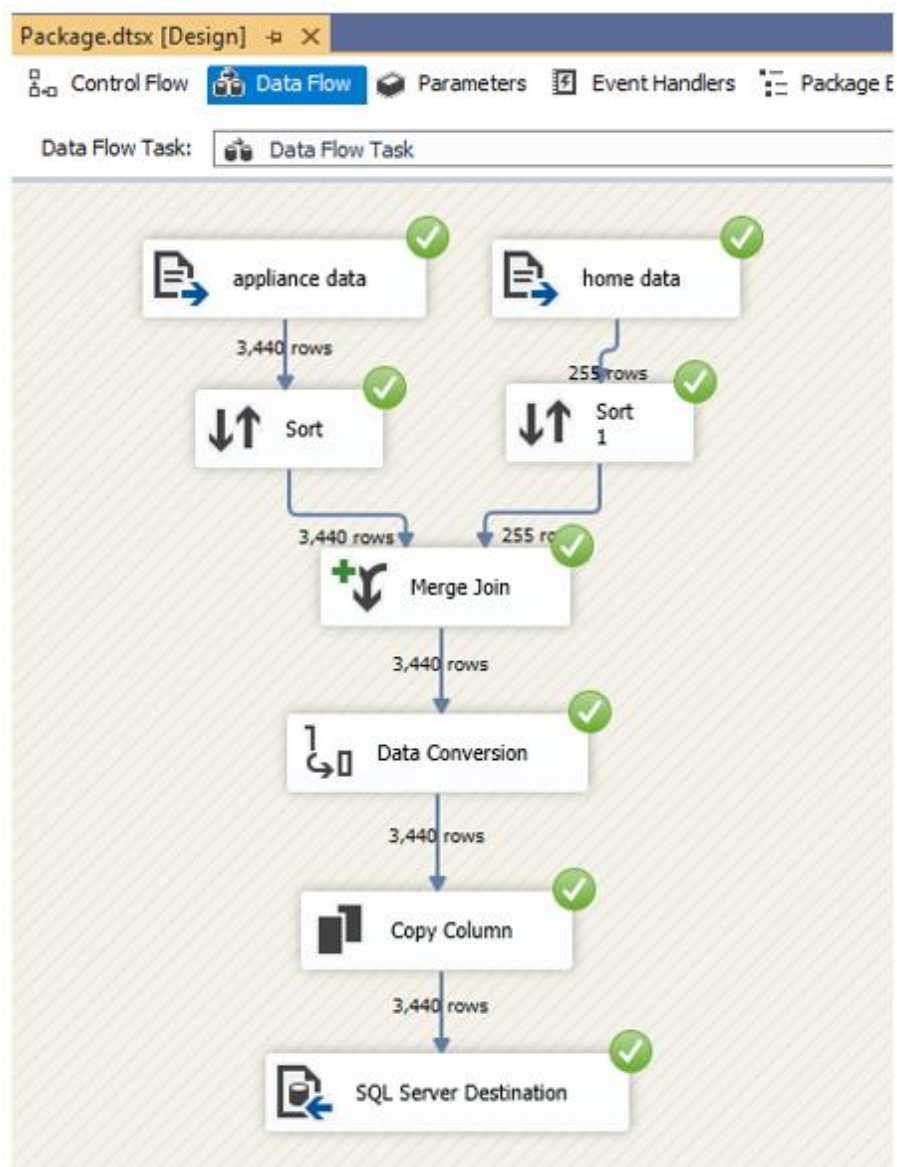 Package.dtsx [Design]
Control Flow Data Flow Parameters Event Handlers Package E
Data Flow Task: Data Flow Task
appliance data
home data
3,440 rows
255 rows
Sort
Sort
1
3,440 rows
255 ro
Merge Join
3,440 rows
Data Conversion
3,440 rows
Copy Column
3,440 rows
SQL Server Destination